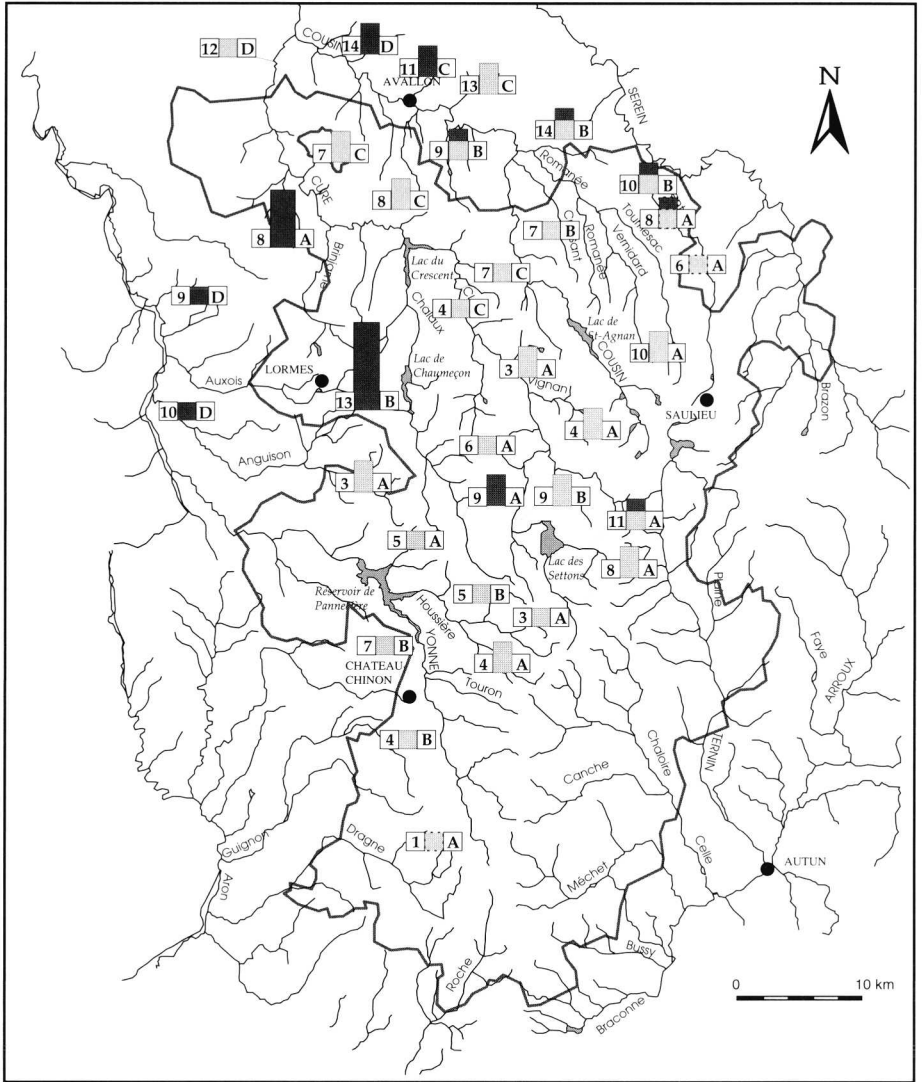 12 D
COUSIN
14 D
11 C
AVALLON
13 C
N
SEREIN
14 B
9 B
7 C
Romanée
10 B
8 C
CURE
8 A
8 A
7 B
Romanée
Tournesac
Vernidard
6 A
Brinjame
Lac du
Crescent
7 C
9 D
Chalaux
4 C
Lac de
St-Agnan
COUSIN
10 A
3 A
Vignant
Lac de
Chaumeçon
LORMES
Auxois
13 B
Brazon
10 D
SAULIEU
4 A
Anguison
6 A
3 A
9 A
9 B
11 A
5 A
Lac des
Settons
8 A
Reservoir de
Pannecière
Houssière
5 B
3 A
Plaine
YONNE
7 B
4 A
Faye
ARROUX
CHATEAU
CHINON
Touron
4 B
TERNIN
Chaloire
Canche
1 A
Dragne
Guignon
Celle
AUTUN
Aron
Méchet
Bussy
Roche
0 10 km
Braconne